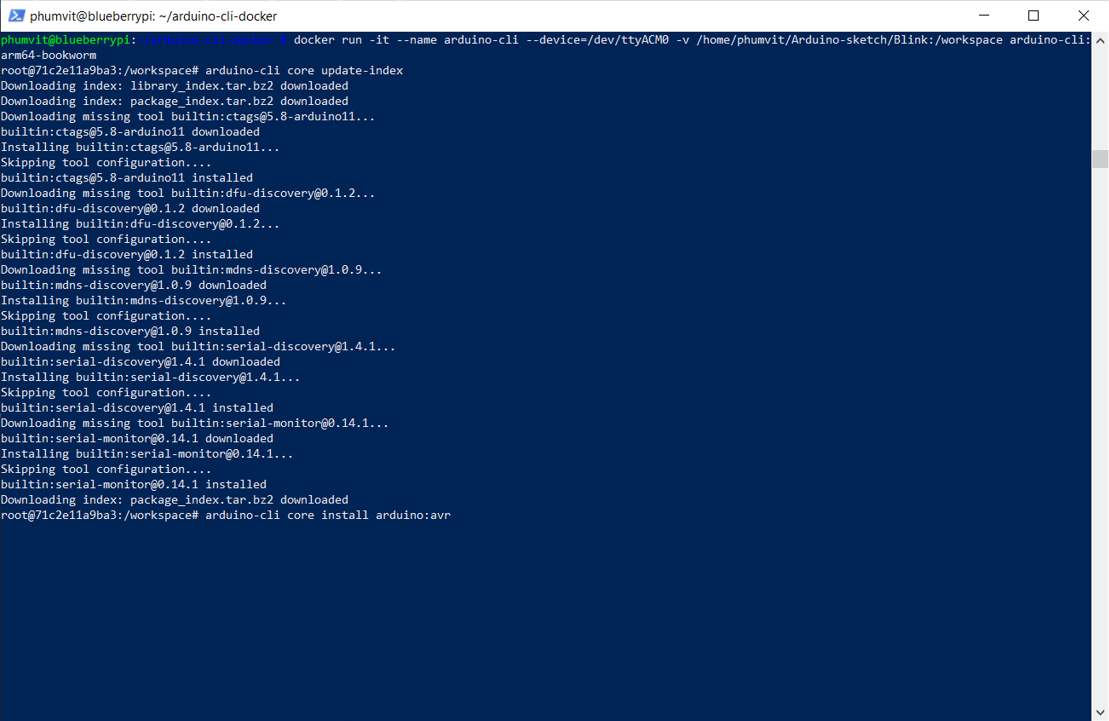 phumvit@blueberrypi: ~/arduino-cli-docker
phumvit@blueberrypi:~/arduino-cli-docker $ docker run -it --name arduino-cli --device=/dev/ttyACM0 -v /home/phumvit/Arduino-sketch/Blink:/workspace arduino-cli:
arm64-bookworm
root@71c2e11a9ba3:/workspace# arduino-cli core update-index
Downloading index: library_index.tar.bz2 downloaded
Downloading index: package_index.tar.bz2 downloaded
Downloading missing tool builtin:ctags@5.8-arduino11...
builtin:ctags@5.8-arduino11 downloaded
Installing builtin:ctags@5.8-arduino11...
Skipping tool configuration....
builtin:ctags@5.8-arduino11 installed
Downloading missing tool builtin:dfu-discovery@0.1.2...
builtin:dfu-discovery@0.1.2 downloaded
Installing builtin:dfu-discovery@0.1.2...
Skipping tool configuration....
builtin:dfu-discovery@0.1.2 installed
Downloading missing tool builtin:mdns-discovery@1.0.9...
builtin:mdns-discovery@1.0.9 downloaded
Installing builtin:mdns-discovery@1.0.9...
Skipping tool configuration....
builtin:mdns-discovery@1.0.9 installed
Downloading missing tool builtin:serial-discovery@1.4.1...
builtin:serial-discovery@1.4.1 downloaded
Installing builtin:serial-discovery@1.4.1...
Skipping tool configuration....
builtin:serial-discovery@1.4.1 installed
Downloading missing tool builtin:serial-monitor@0.14.1...
builtin:serial-monitor@0.14.1 downloaded
Installing builtin:serial-monitor@0.14.1...
Skipping tool configuration....
builtin:serial-monitor@0.14.1 installed
Downloading index: package_index.tar.bz2 downloaded
root@71c2e11a9ba3:/workspace# arduino-cli core install arduino:avr